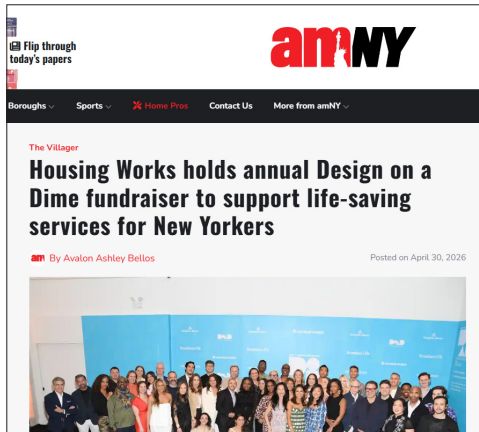 Flip through
today's papers
amNY
Boroughs
Sports
Home Pros
Contact Us
More from amNY
The Villager
Housing Works holds annual Design on a
Dime fundraiser to support life-saving
services for New Yorkers
am By Avalon Ashley Bellos
Posted on April 30, 2026